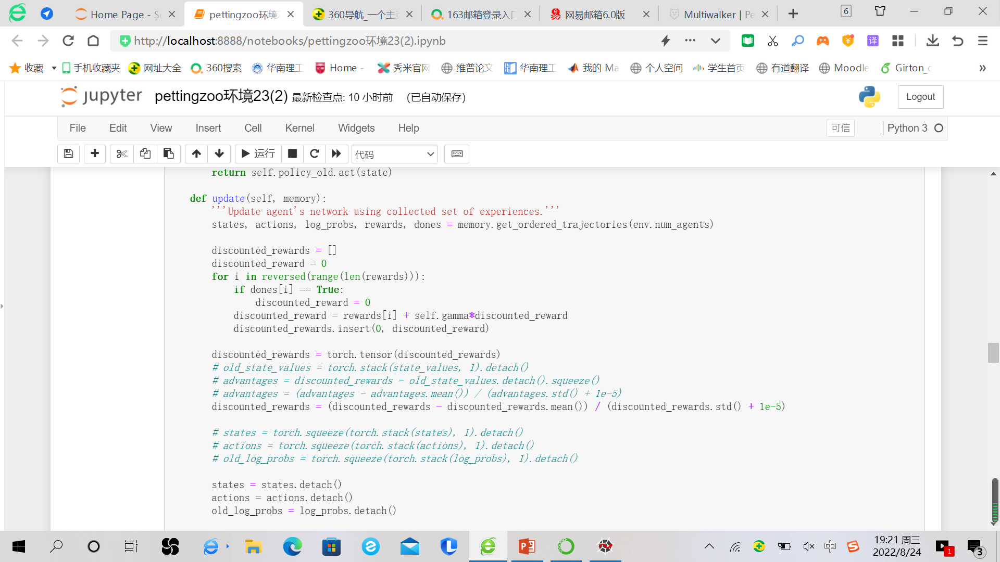 Home Page - S
pettingzoo环境
360导航_一个主
163邮箱登录入
网易邮箱6.0版
Multiwalker | Pe
6
http://localhost:8888/notebooks/pettingzoo环境23(2).ipynb
译
收藏
手机收藏夹
网址大全
360搜索
华南理工
Home -
秀米官网
维普论文
华南理工
我的 Ma
个人空间
学生首页
有道翻译
Moodle
Girton_c
jupyter
pettingzoo环境23(2)
最新检查点: 10 小时前
(已自动保存)
Logout
File
Edit
View
Insert
Cell
Kernel
Widgets
Help
可信
Python 3
运行
代码
return self.policy_old.act(state)
def update(self, memory):
'''Update agent's network using collected set of experiences.'''
states, actions, log_probs, rewards, dones = memory.get_ordered_trajectories(env.num_agents)
discounted_rewards = []
discounted_reward = 0
for i in reversed(range(len(rewards))):
if dones[i] == True:
discounted_reward = 0
discounted_reward = rewards[i] + self.gamma*discounted_reward
discounted_rewards.insert(0, discounted_reward)
discounted_rewards = torch.tensor(discounted_rewards)
# old_state_values = torch.stack(state_values, 1).detach()
# advantages = discounted_rewards - old_state_values.detach().squeeze()
# advantages = (advantages - advantages.mean()) / (advantages.std() + 1e-5)
discounted_rewards = (discounted_rewards - discounted_rewards.mean()) / (discounted_rewards.std() + 1e-5)
# states = torch.squeeze(torch.stack(states), 1).detach()
# actions = torch.squeeze(torch.stack(actions), 1).detach()
# old_log_probs = torch.squeeze(torch.stack(log_probs), 1).detach()
states = states.detach()
actions = actions.detach()
old_log_probs = log_probs.detach()
中
19:21 周三
2022/8/24
1
3